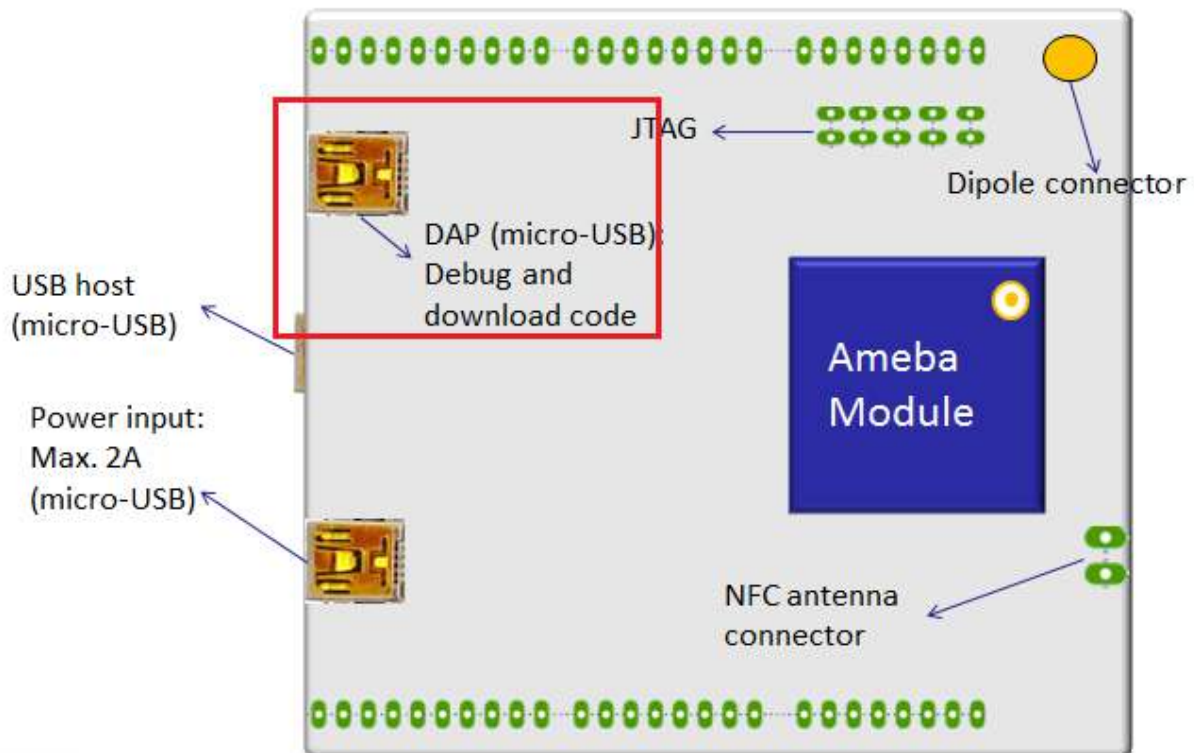 JTAG
Dipole connector
DAP (micro-USB):
Debug and
download code
USB host
(micro-USB)
Ameba
Module
Power input:
Max. 2A
(micro-USB)
NFC antenna
connector